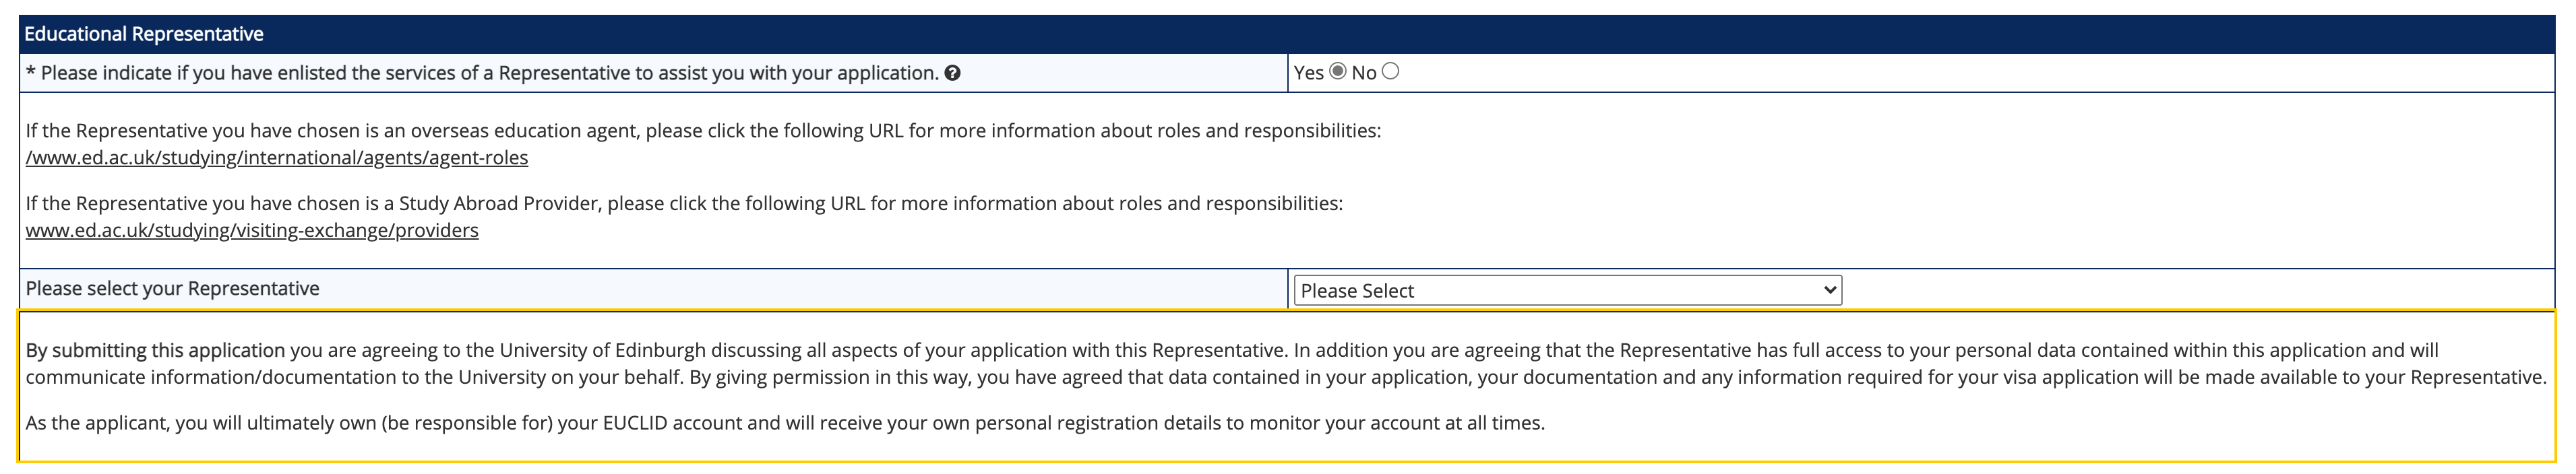 Educational Representative
* Please indicate if you have enlisted the services of a Representative to assist you with your application. ?
Yes No
If the Representative you have chosen is an overseas education agent, please click the following URL for more information about roles and responsibilities:
/www.ed.ac.uk/studying/international/agents/agent-roles
If the Representative you have chosen is a Study Abroad Provider, please click the following URL for more information about roles and responsibilities:
www.ed.ac.uk/studying/visiting-exchange/providers
Please select your Representative
Please Select
By submitting this application you are agreeing to the University of Edinburgh discussing all aspects of your application with this Representative. In addition you are agreeing that the Representative has full access to your personal data contained within this application and will
communicate information/documentation to the University on your behalf. By giving permission in this way, you have agreed that data contained in your application, your documentation and any information required for your visa application will be made available to your Representative.
As the applicant, you will ultimately own (be responsible for) your EUCLID account and will receive your own personal registration details to monitor your account at all times.